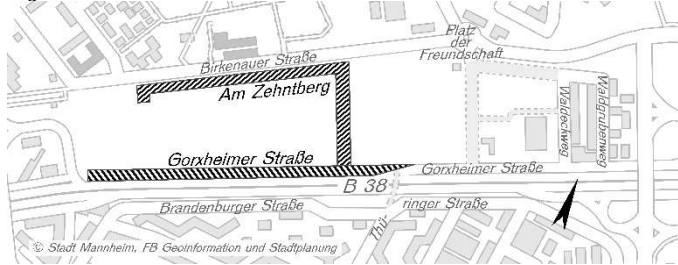 Platz
der
Freundschaft
Birkenauer Straße
Am Zehntberg
Waldeckweg
Waldgrubenweg
Gorxheimer Straße
Gorxheimer Straße
B 38
Brandenburger Straße
Thü-
ringer Straße
© Stadt Mannheim, FB Geoinformation und Stadtplanung